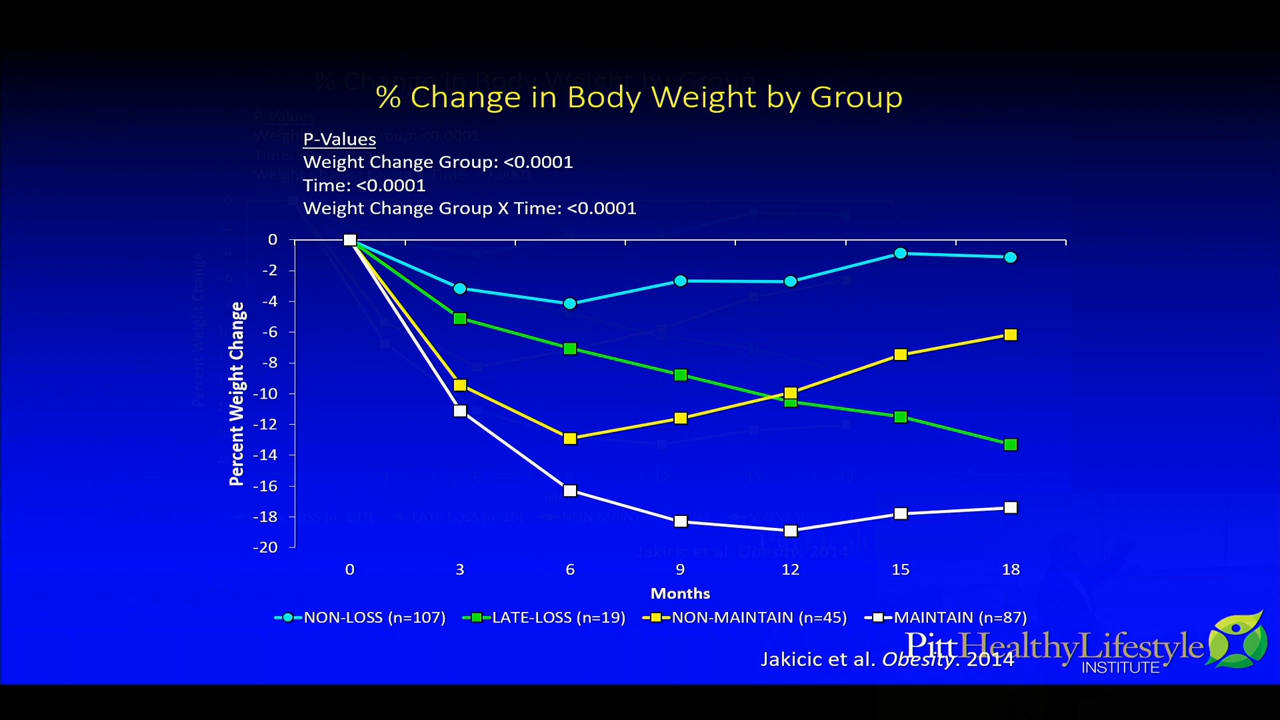 % Change in Body Weight by Group
P-Values
Weight Change Group: <0.0001
Time: <0.0001
Weight Change Group X Time: <0.0001
0
-2
-4
-6
-8
-10
-12
-14
-16
-18
-20
Percent Weight Change
0 3 6 9 12 15 18
Months
NON-LOSS (n=107) LATE-LOSS (n=19) NON-MAINTAIN (n=45) MAINTAIN (n=87)
Jakicic et al. Obesity. 2014
Pitt HealthyLifestyle
INSTITUTE